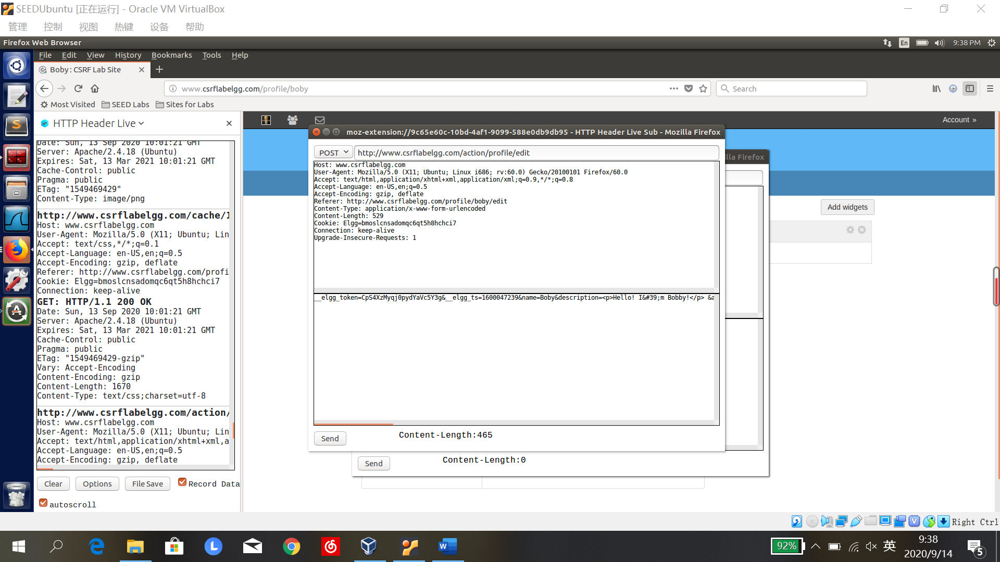 SEEDUbuntu [正在运行] - Oracle VM VirtualBox
管理 控制 视图 热键 设备 帮助
Firefox Web Browser
En
9:38 PM
File Edit View History Bookmarks Tools Help
Boby : CSRF Lab Site
www.csrflabelgg.com/profile/boby
Search
Most Visited SEED Labs Sites for Labs
HTTP Header Live
Date: Sun, 13 Sep 2020 10:01:21 GMT
Server: Apache/2.4.18 (Ubuntu)
Expires: Sat, 13 Mar 2021 10:01:21 GMT
Cache-Control: public
Pragma: public
ETag: "1549469429"
Content-Type: image/png
http://www.csrflabelgg.com/cache/1
Host: www.csrflabelgg.com
User-Agent: Mozilla/5.0 (X11; Ubuntu; Lin
Accept: text/css,*/*;q=0.1
Accept-Language: en-US,en;q=0.5
Accept-Encoding: gzip, deflate
Referer: http://www.csrflabelgg.com/profi
Cookie: Elgg=bmoslcnsadomqc6qt5h8hchci7
Connection: keep-alive
GET: HTTP/1.1 200 OK
Date: Sun, 13 Sep 2020 10:01:21 GMT
Server: Apache/2.4.18 (Ubuntu)
Expires: Sat, 13 Mar 2021 10:01:21 GMT
Cache-Control: public
Pragma: public
ETag: "1549469429-gzip"
Vary: Accept-Encoding
Content-Encoding: gzip
Content-Length: 1670
Content-Type: text/css;charset=utf-8
http://www.csrflabelgg.com/action/
Host: www.csrflabelgg.com
User-Agent: Mozilla/5.0 (X11; Ubuntu; Lin
Accept: text/html,application/xhtml+xml,a
Accept-Language: en-US,en;q=0.5
Accept-Encoding: gzip, deflate
Clear Options File Save Record Data
autoscroll
Account »
moz-extension://9c65e60c-10bd-4af1-9099-588e0db9db95 - HTTP Header Live Sub - Mozilla Firefox
POST http://www.csrflabelgg.com/action/profile/edit
Host: www.csrflabelgg.com
User-Agent: Mozilla/5.0 (X11; Ubuntu; Linux i686; rv:60.0) Gecko/20100101 Firefox/60.0
Accept: text/html,application/xhtml+xml,application/xml;q=0.9,*/*;q=0.8
Accept-Language: en-US,en;q=0.5
Accept-Encoding: gzip, deflate
Referer: http://www.csrflabelgg.com/profile/boby/edit
Content-Type: application/x-www-form-urlencoded
Content-Length: 529
Cookie: Elgg=bmoslcnsadomqc6qt5h8hchci7
Connection: keep-alive
Upgrade-Insecure-Requests: 1
__elgg_token=CpS4XzMyqj0pydYaVc5Y3g&__elgg_ts=1600047239&name=Boby&description=<p>Hello! I&#39;m Bobby!</p> &a
Send Content-Length:465
lla Firefox
Send Content-Length:0
Add widgets
Right Ctrl
92%
英
9:38
2020/9/14
5